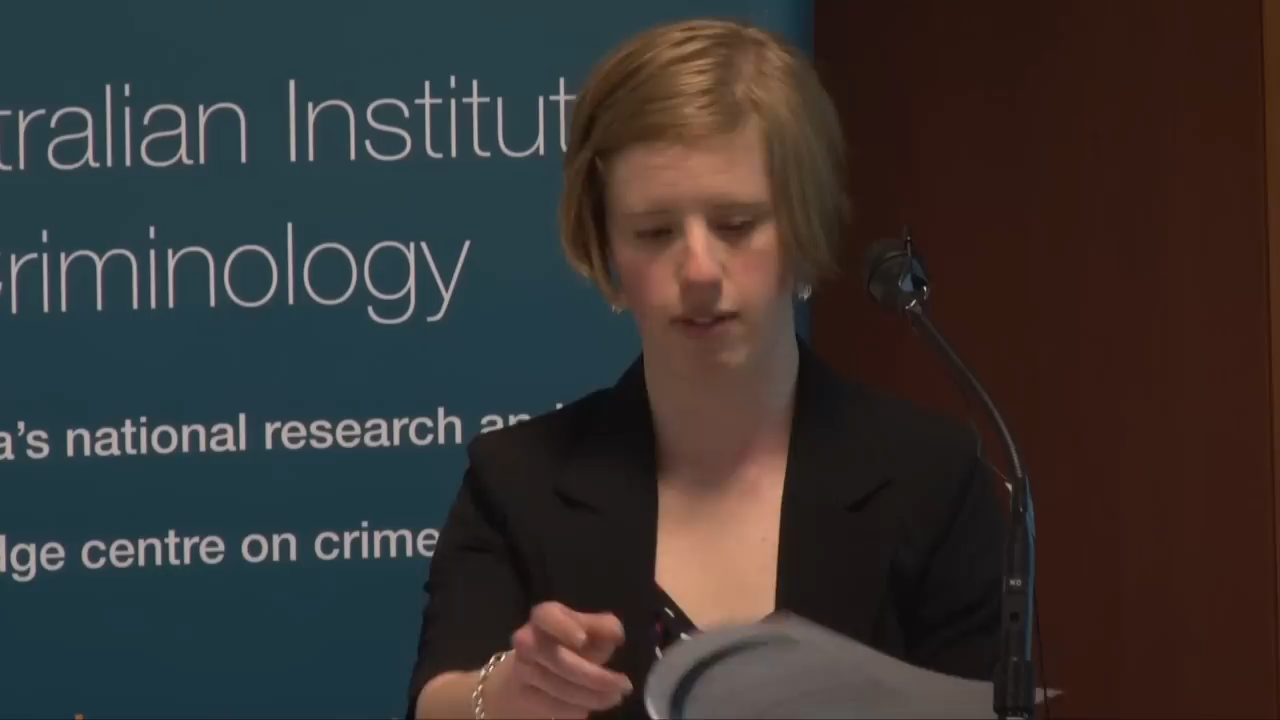 tralian Institut
riminology
a's national research an
dge centre on crime